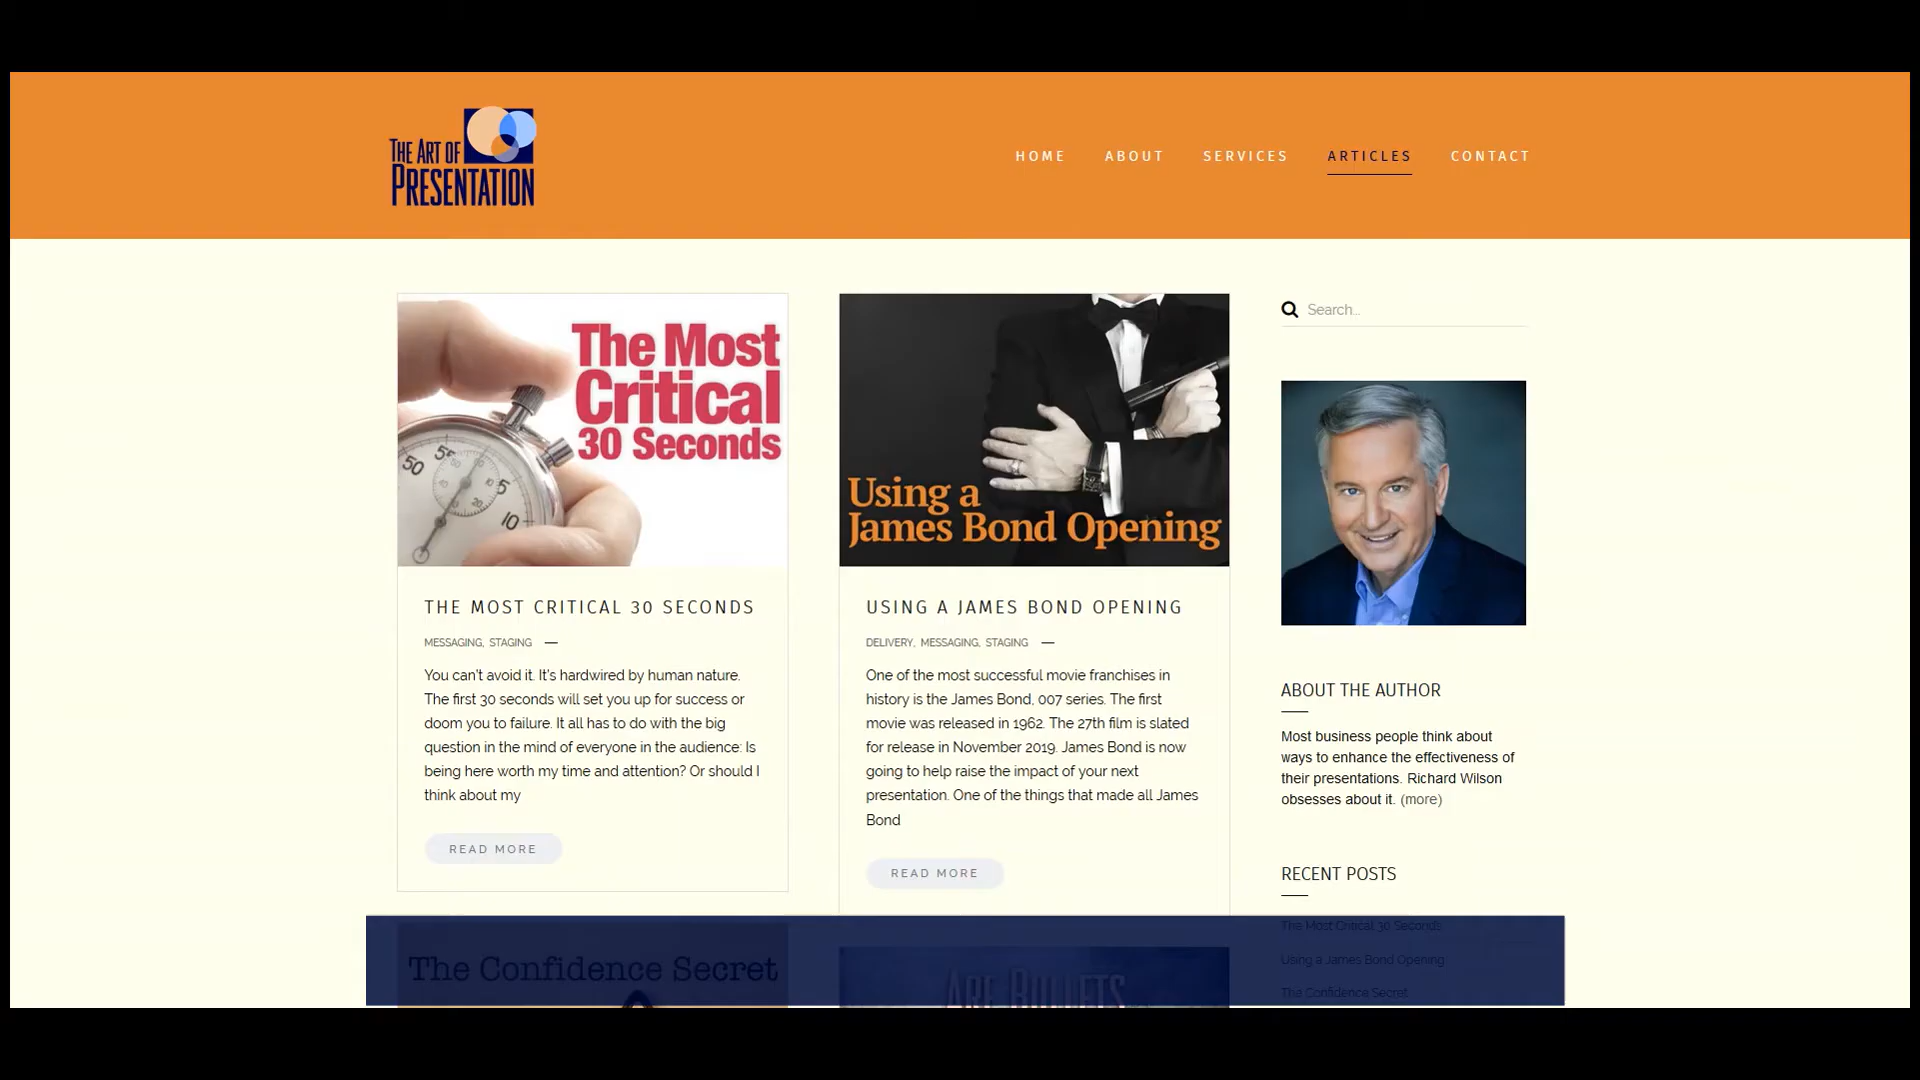 THE ART OF
PRESENTATION
HOME ABOUT SERVICES ARTICLES CONTACT
The Most
Critical
30 Seconds
50
5
10
THE MOST CRITICAL 30 SECONDS
MESSAGING, STAGING —
You can't avoid it. It's hardwired by human nature.
The first 30 seconds will set you up for success or
doom you to failure. It all has to do with the big
question in the mind of everyone in the audience: Is
being here worth my time and attention? Or should I
think about my
READ MORE
The Confidence Secret
Using a
James Bond Opening
USING A JAMES BOND OPENING
DELIVERY, MESSAGING, STAGING —
One of the most successful movie franchises in
history is the James Bond, 007 series. The first
movie was released in 1962. The 27th film is slated
for release in November 2019. James Bond is now
going to help raise the impact of your next
presentation. One of the things that made all James
Bond
READ MORE
ARE BULLETS
Search...
ABOUT THE AUTHOR
Most business people think about
ways to enhance the effectiveness of
their presentations. Richard Wilson
obsesses about it. (more)
RECENT POSTS
The Most Critical 30 Seconds
Using a James Bond Opening
The Confidence Secret